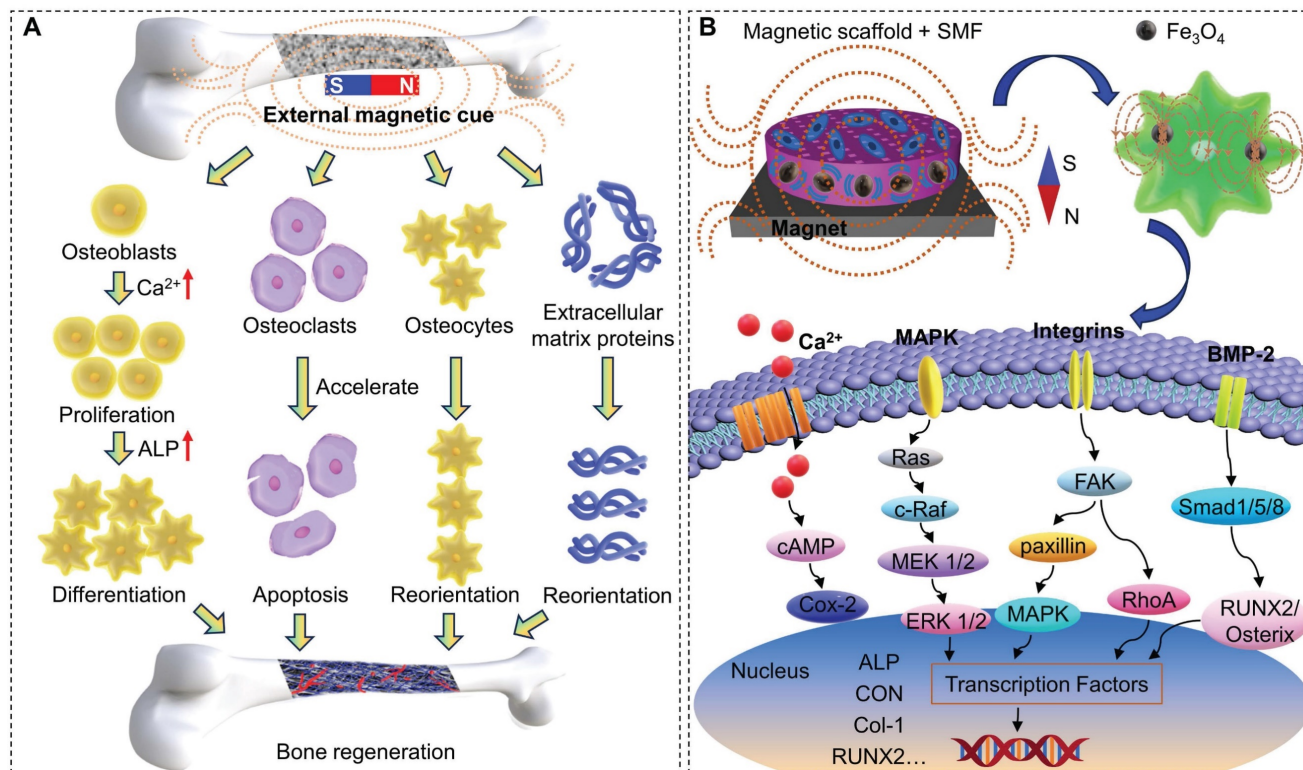 A
S N
External magnetic cue
Osteoblasts
Ca²⁺
Proliferation
ALP
Differentiation
Osteoclasts
Accelerate
Apoptosis
Osteocytes
Reorientation
Extracellular
matrix proteins
Reorientation
Bone regeneration
B
Magnetic scaffold + SMF
Fe₃O₄
Magnet
S
N
Ca²⁺
MAPK
Integrins
BMP-2
cAMP
Cox-2
Ras
c-Raf
MEK 1/2
ERK 1/2
FAK
paxillin
MAPK
RhoA
Smad1/5/8
RUNX2/
Osterix
Nucleus
ALP
CON
Col-1
RUNX2…
Transcription Factors